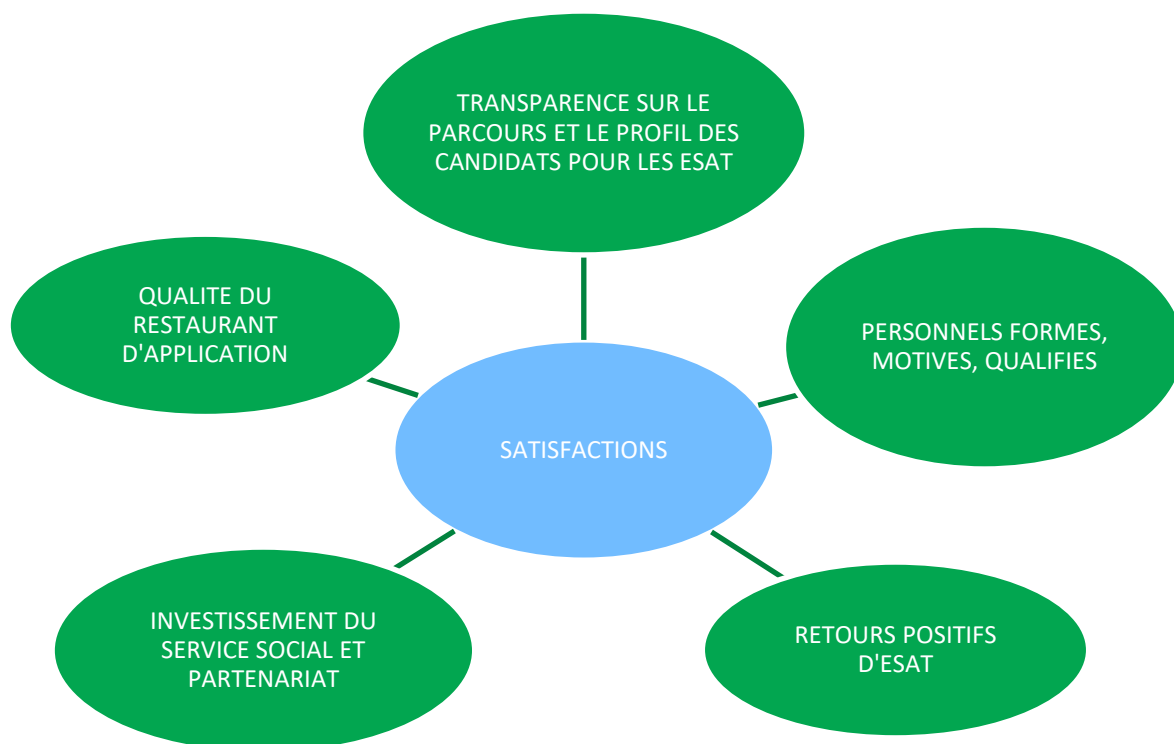 TRANSPARENCE SUR LE
PARCOURS ET LE PROFIL DES
CANDIDATS POUR LES ESAT
QUALITE DU
RESTAURANT
D'APPLICATION
PERSONNELS FORMES,
MOTIVES, QUALIFIES
SATISFACTIONS
INVESTISSEMENT DU
SERVICE SOCIAL ET
PARTENARIAT
RETOURS POSITIFS
D'ESAT